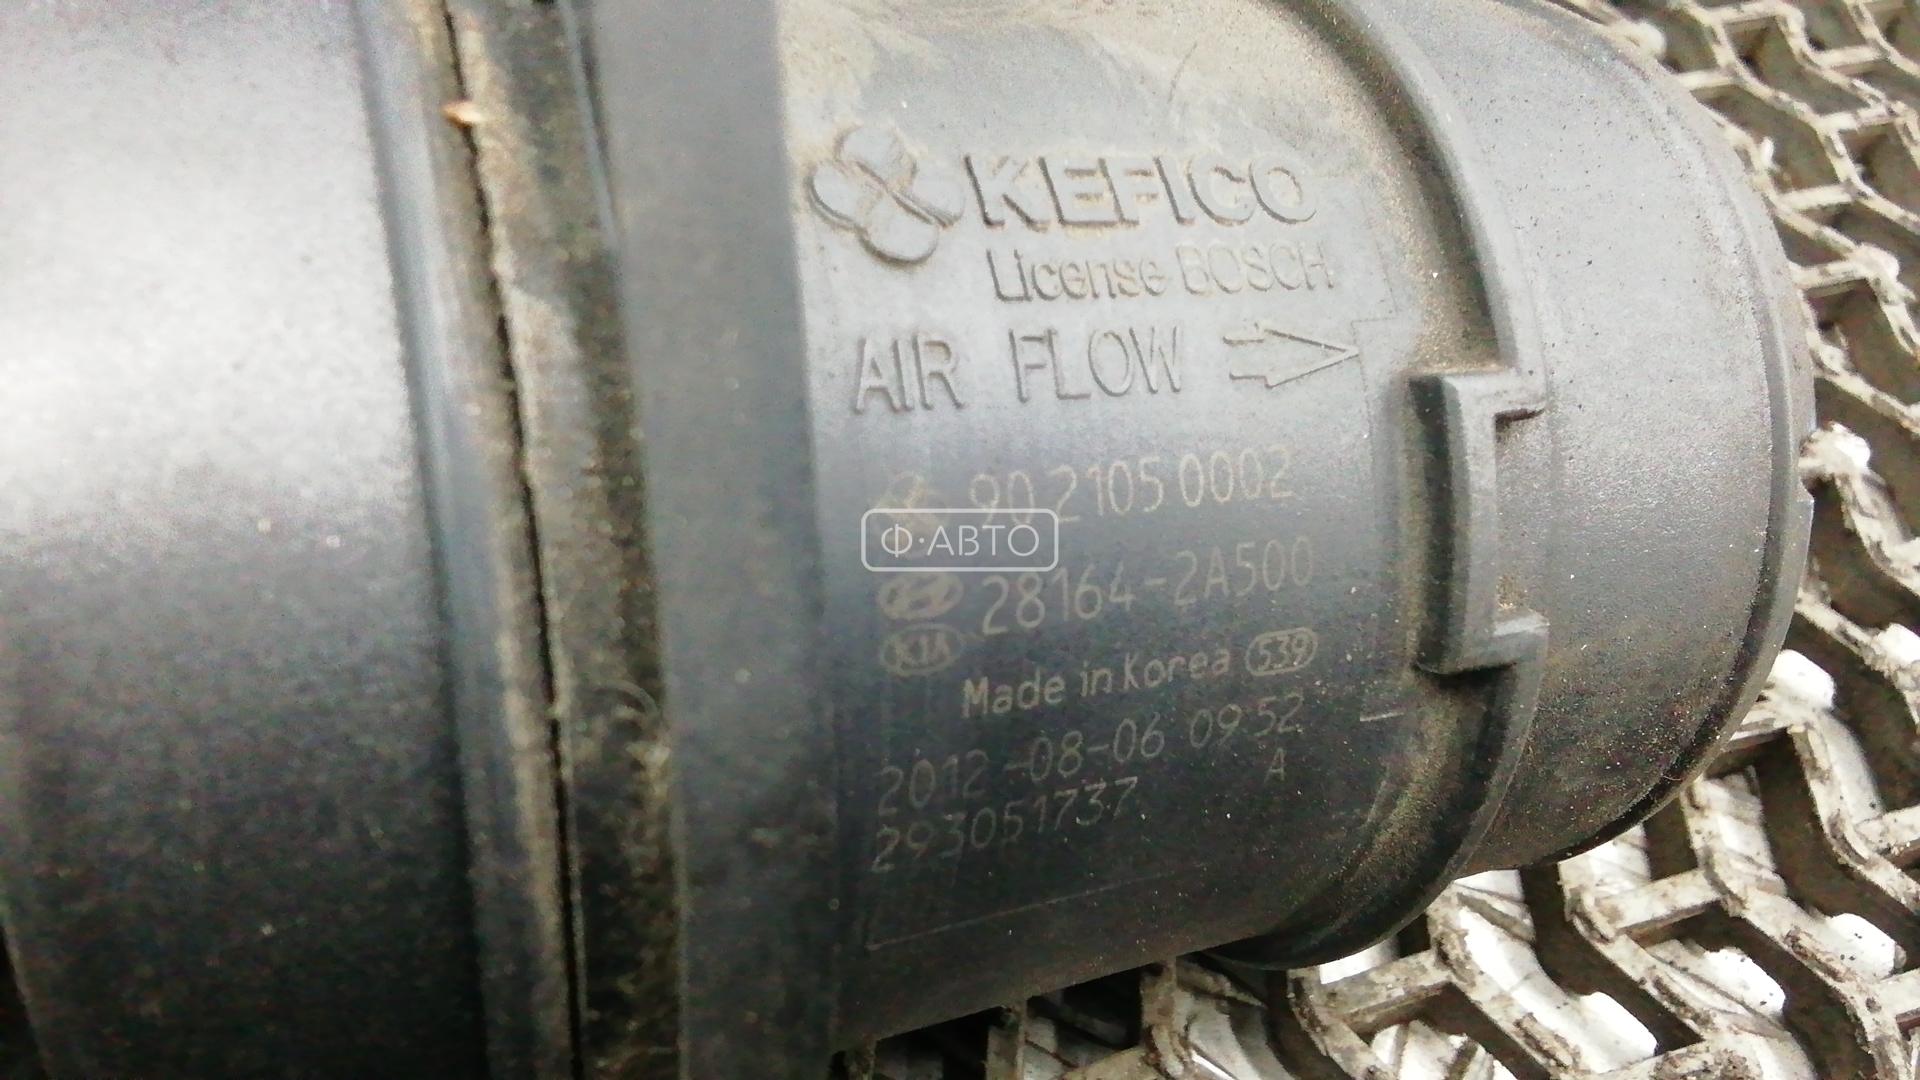 KEFICO
License BOSCH
AIR FLOW
90 2105 0002
Ф·АВТО
28164-2A500
KIA
Made in Korea 539
2012-08-06 09 52
293051737 A